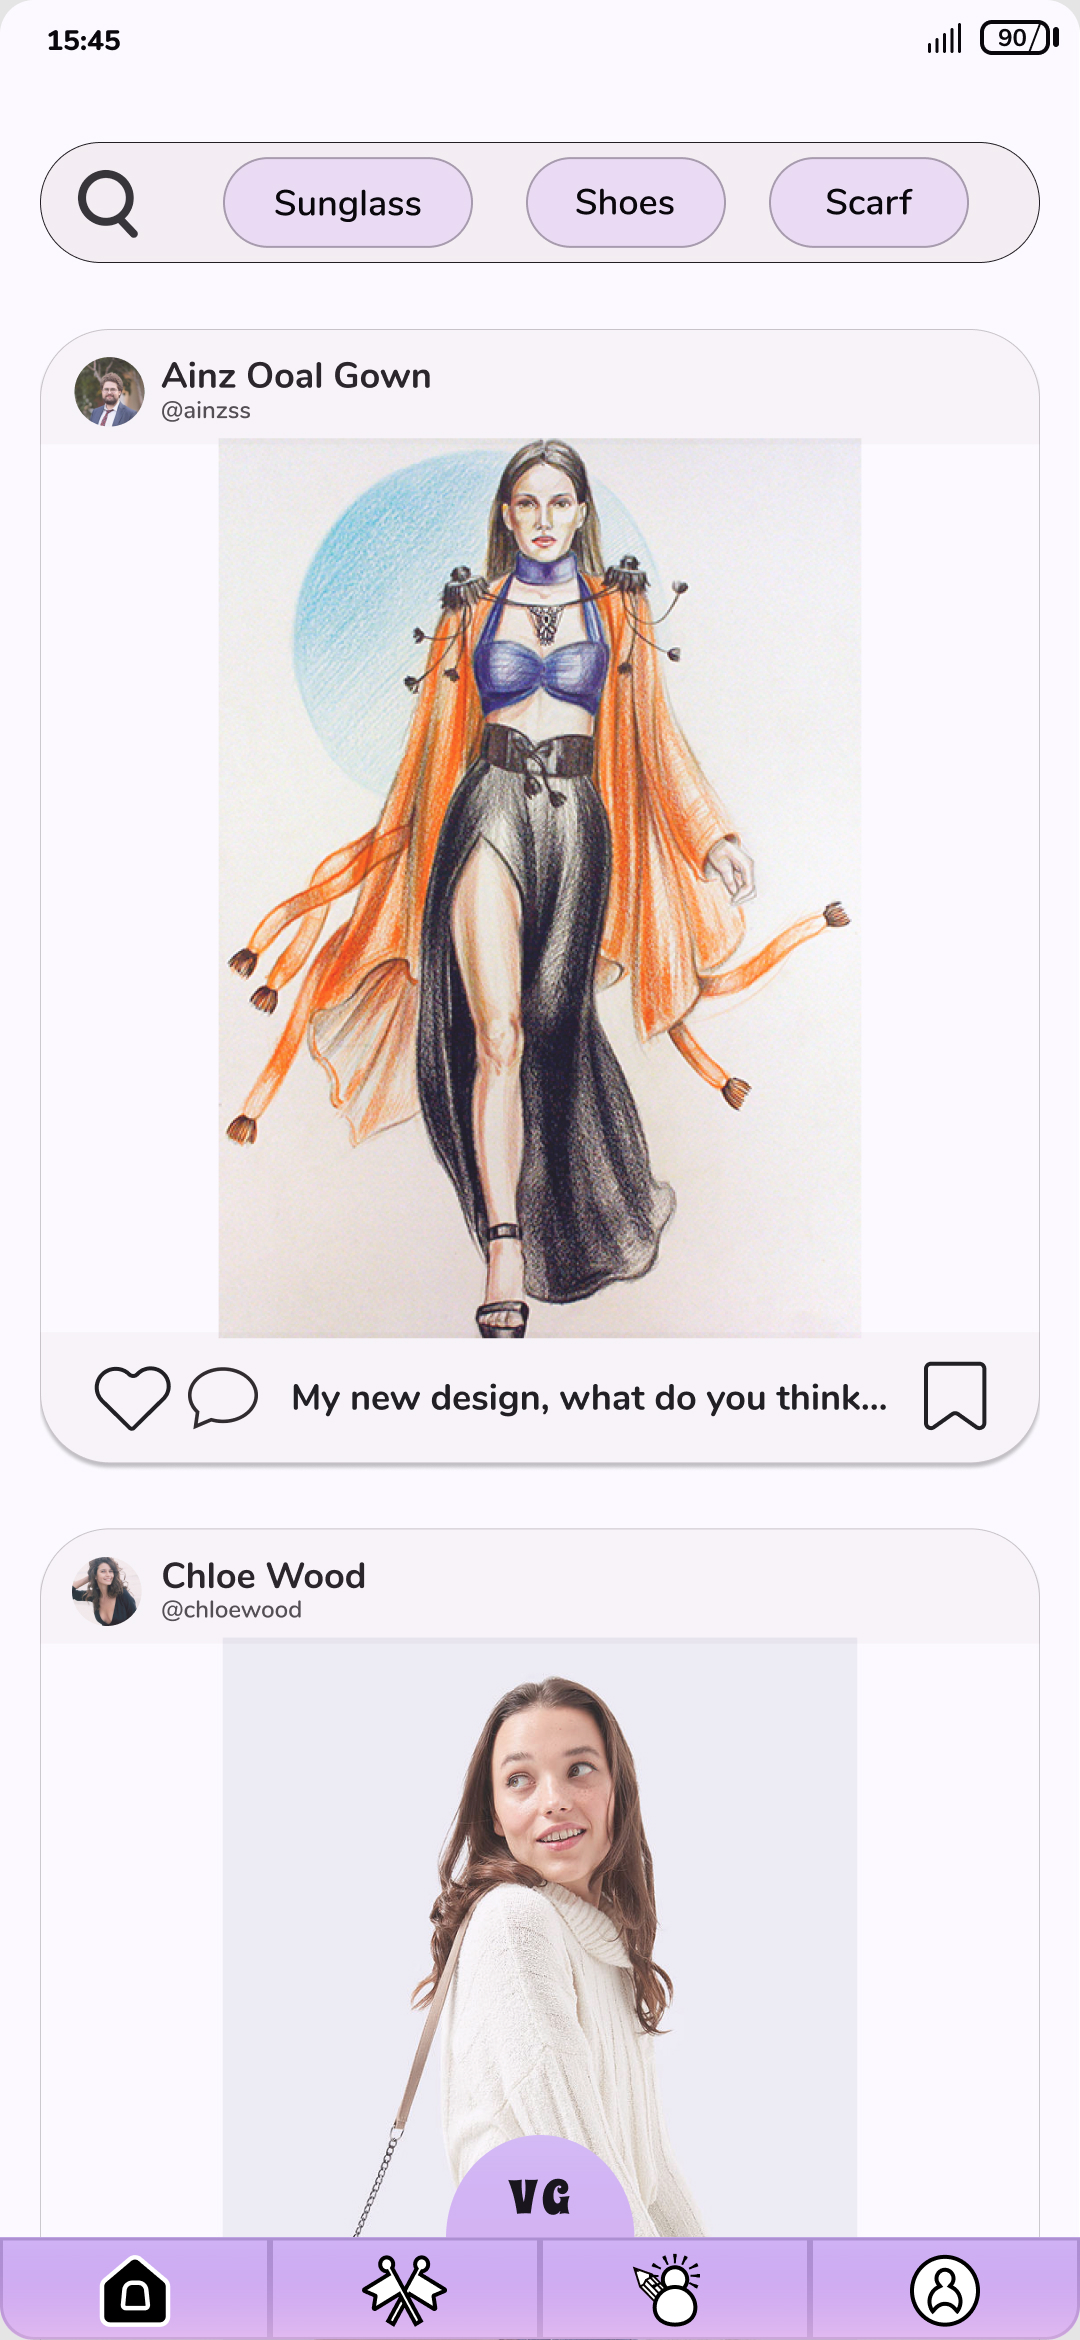 15:45
90
Sunglass
Shoes
Scarf
Ainz Ooal Gown
@ainzss
My new design, what do you think...
Chloe Wood
@chloewood
VG